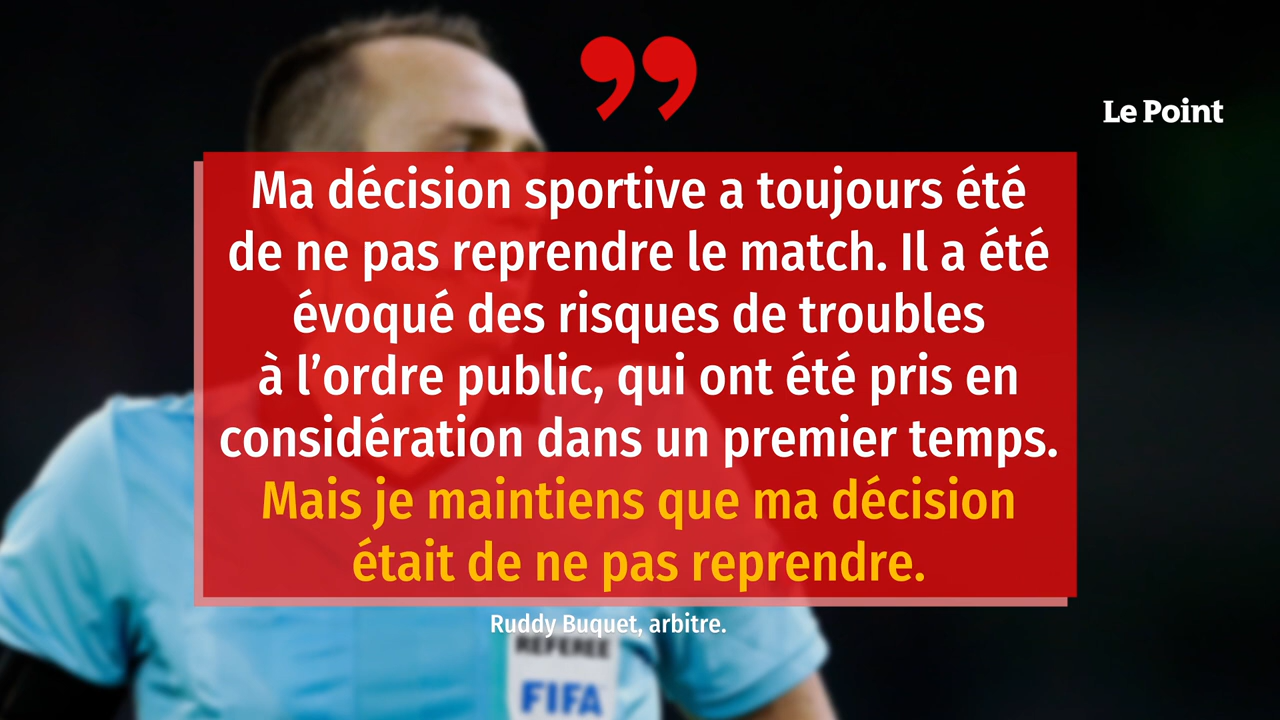 ”
Le Point
Ma décision sportive a toujours été
de ne pas reprendre le match. Il a été
évoqué des risques de troubles
à l’ordre public, qui ont été pris en
considération dans un premier temps.
Mais je maintiens que ma décision
était de ne pas reprendre.
Ruddy Buquet, arbitre.
REFEREE
FIFA